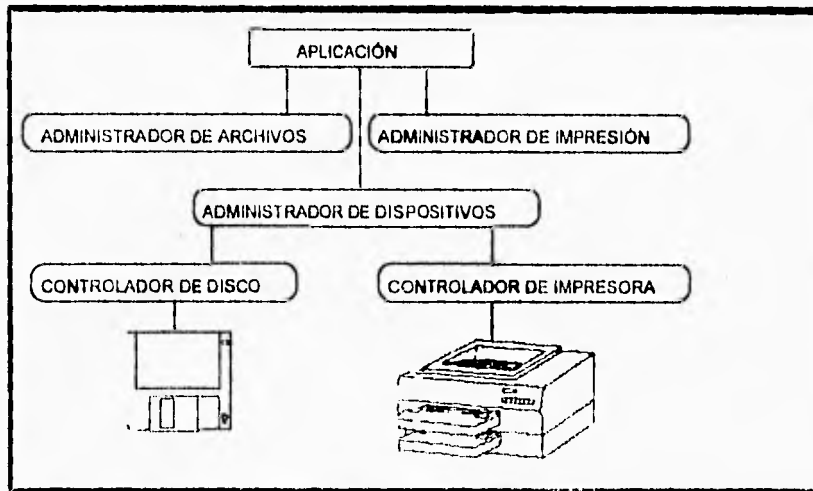 APLICACIÓN
ADMINISTRADOR DE ARCHIVOS
ADMINISTRADOR DE IMPRESIÓN
ADMINISTRADOR DE DISPOSITIVOS
CONTROLADOR DE DISCO
CONTROLADOR DE IMPRESORA